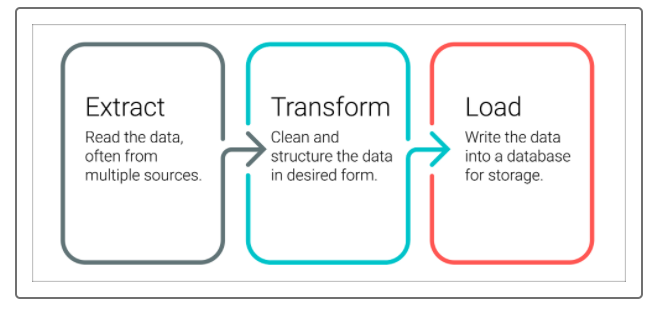 Extract
Read the data,
often from
multiple sources.
Transform
Clean and
structure the data
in desired form.
Load
Write the data
into a database
for storage.